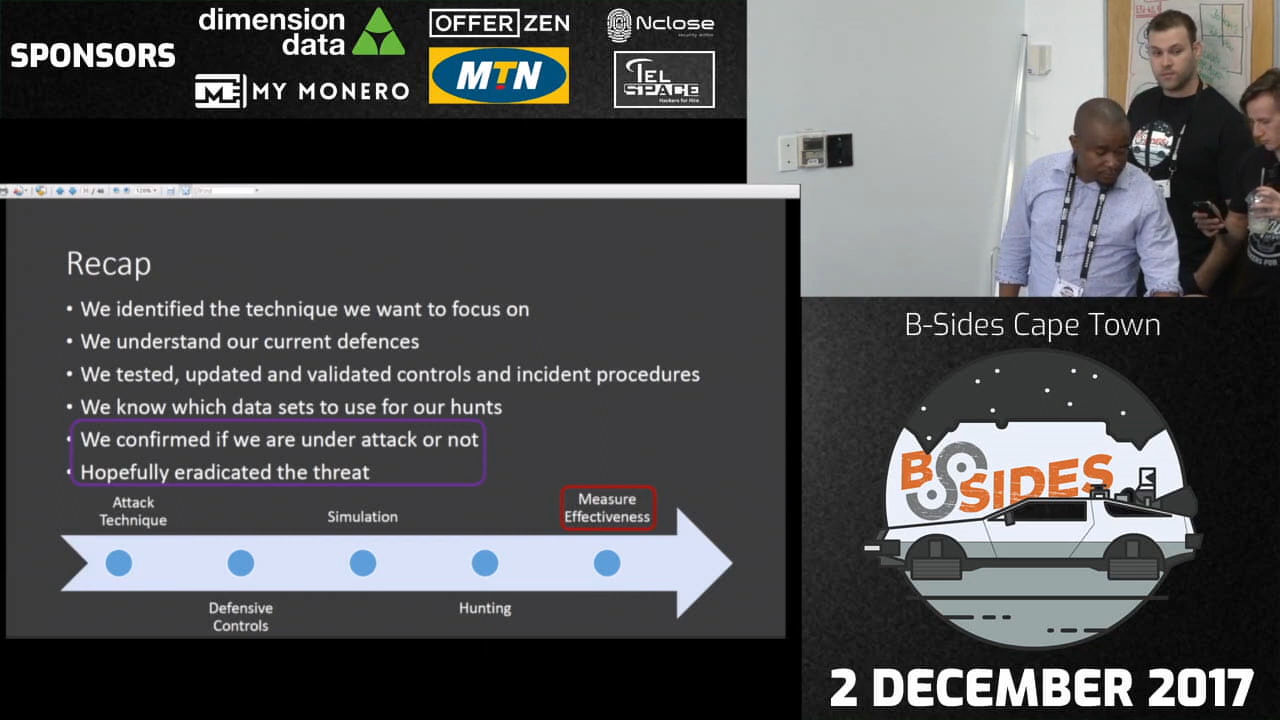 SPONSORS
dimension
data
OFFERZEN
Nclose
MY MONERO
MTN
TEL
SPACE
Hackers for Hire
B-Sides Cape Town
BSIDES
2 DECEMBER 2017
Recap
• We identified the technique we want to focus on
• We understand our current defences
• We tested, updated and validated controls and incident procedures
• We know which data sets to use for our hunts
• We confirmed if we are under attack or not
• Hopefully eradicated the threat
Attack
Technique
Defensive
Controls
Simulation
Hunting
Measure
Effectiveness